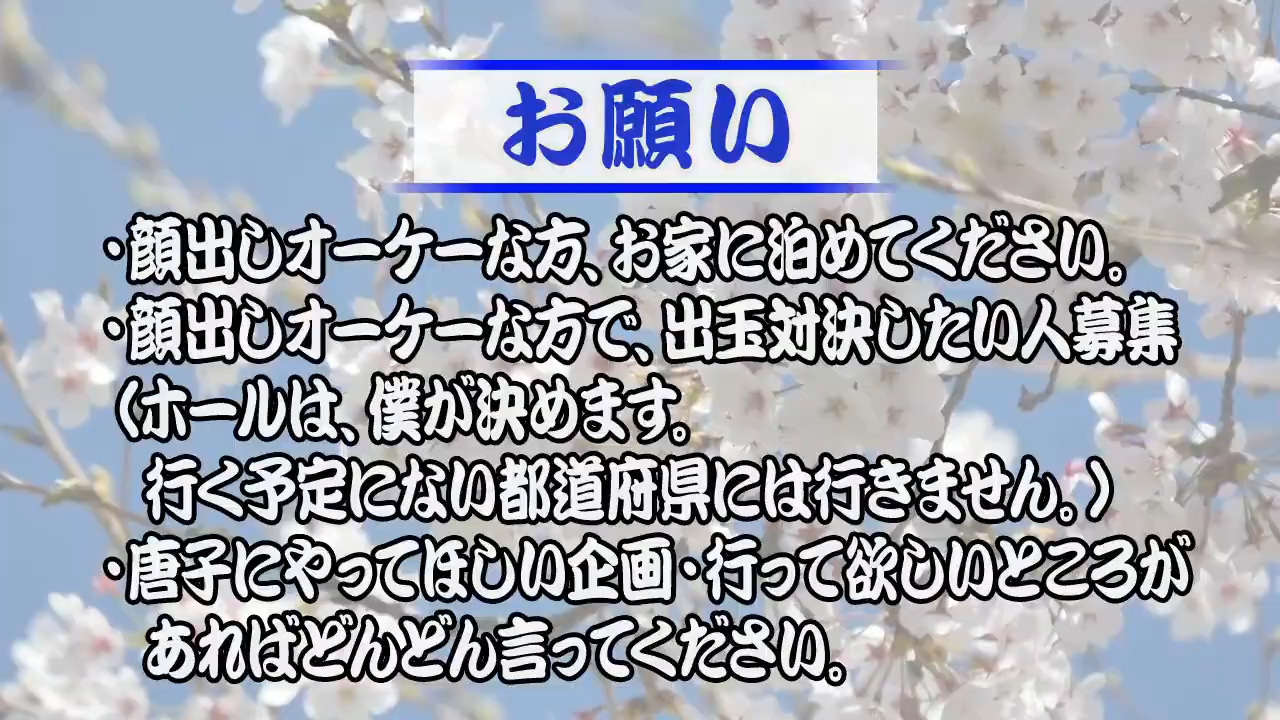 お願い
・顔出しオーケーな方、お家に泊めてください。
・顔出しオーケーな方で、出玉対決したい人募集
（ホールは、僕が決めます。
行く予定にない都道府県には行きません。）
・唐子にやってほしい企画・行って欲しいところが
あればどんどん言ってください。